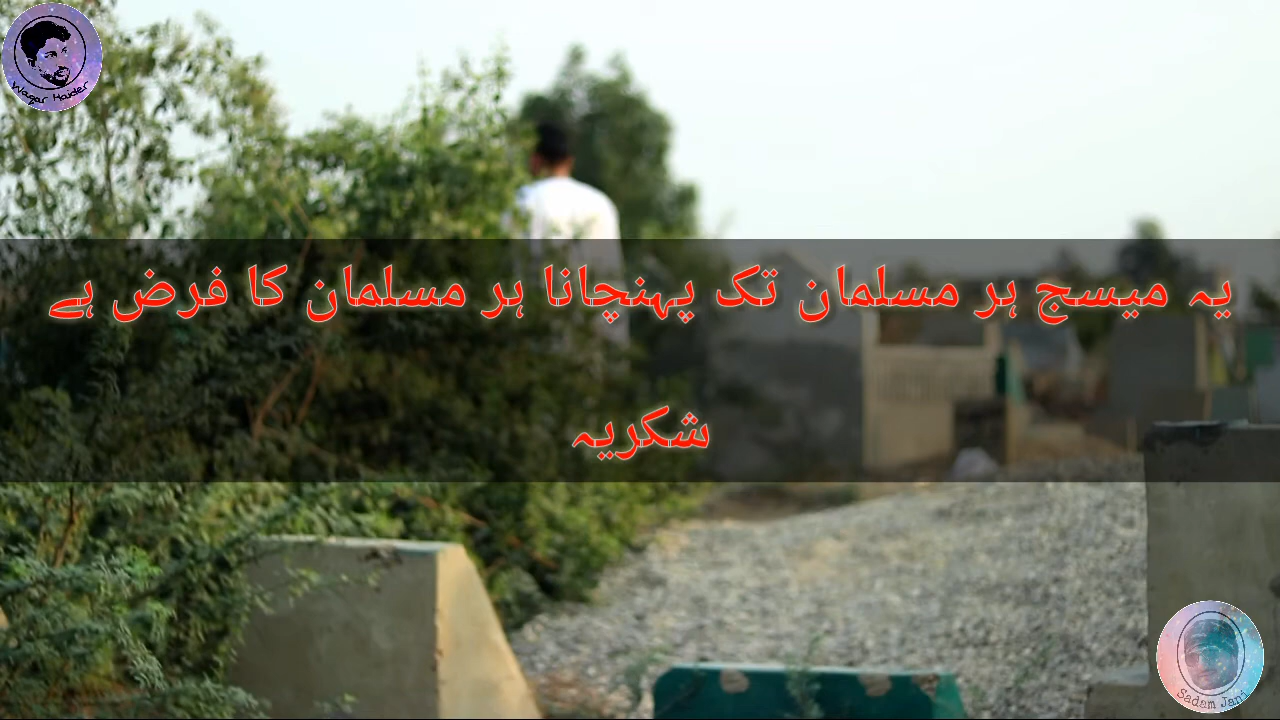 Waqar Haider
یہ میسج ہر مسلمان تک پہنچانا ہر مسلمان کا فرض ہے
شکریہ
Sadam Jani